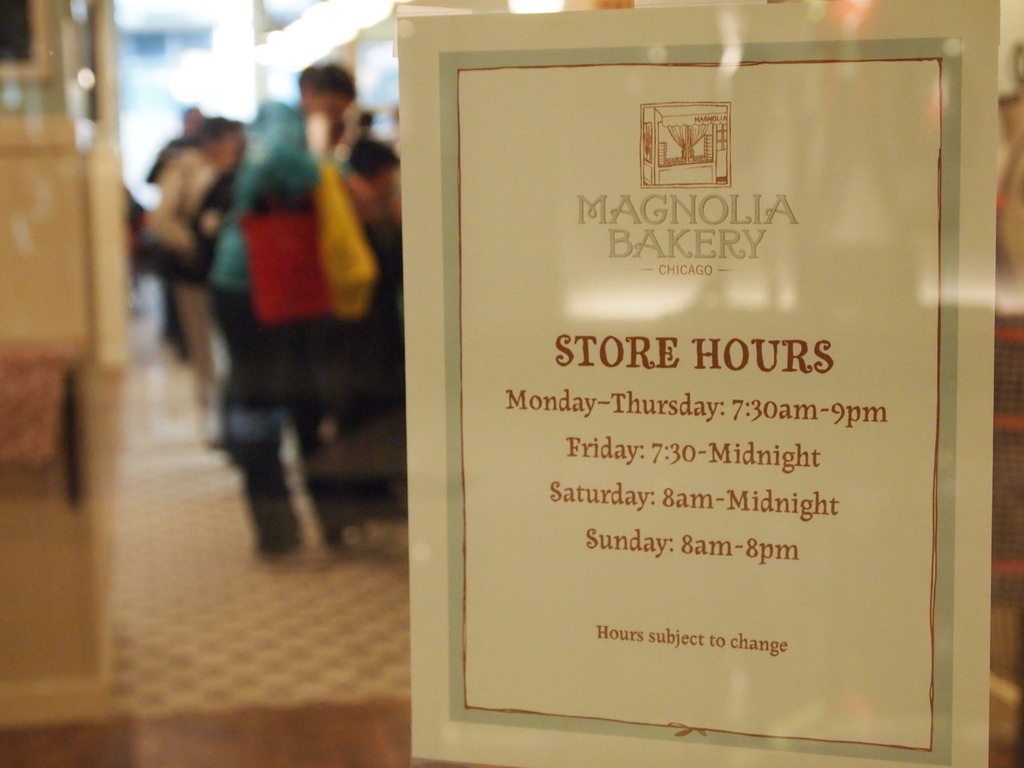 MAGNOLIA
MAGNOLIA
BAKERY
CHICAGO
STORE HOURS
Monday–Thursday: 7:30am-9pm
Friday: 7:30-Midnight
Saturday: 8am-Midnight
Sunday: 8am-8pm
Hours subject to change